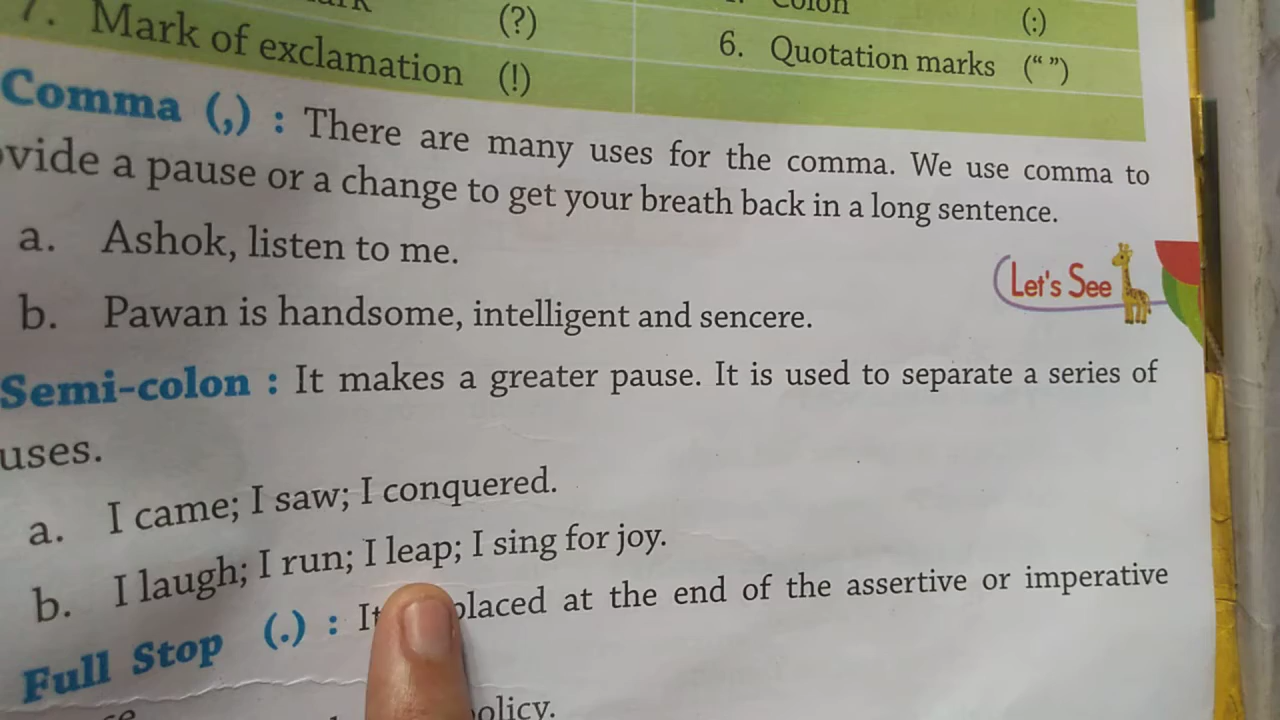 (?)
Colon (:)
7. Mark of exclamation (!)
6. Quotation marks (“ ”)
Comma (,) : There are many uses for the comma. We use comma to
vide a pause or a change to get your breath back in a long sentence.
a. Ashok, listen to me.
Let's See
b. Pawan is handsome, intelligent and sencere.
Semi-colon : It makes a greater pause. It is used to separate a series of
uses.
a. I came; I saw; I conquered.
b. I laugh; I run; I leap; I sing for joy.
Full Stop (.) : It placed at the end of the assertive or imperative
olicy.